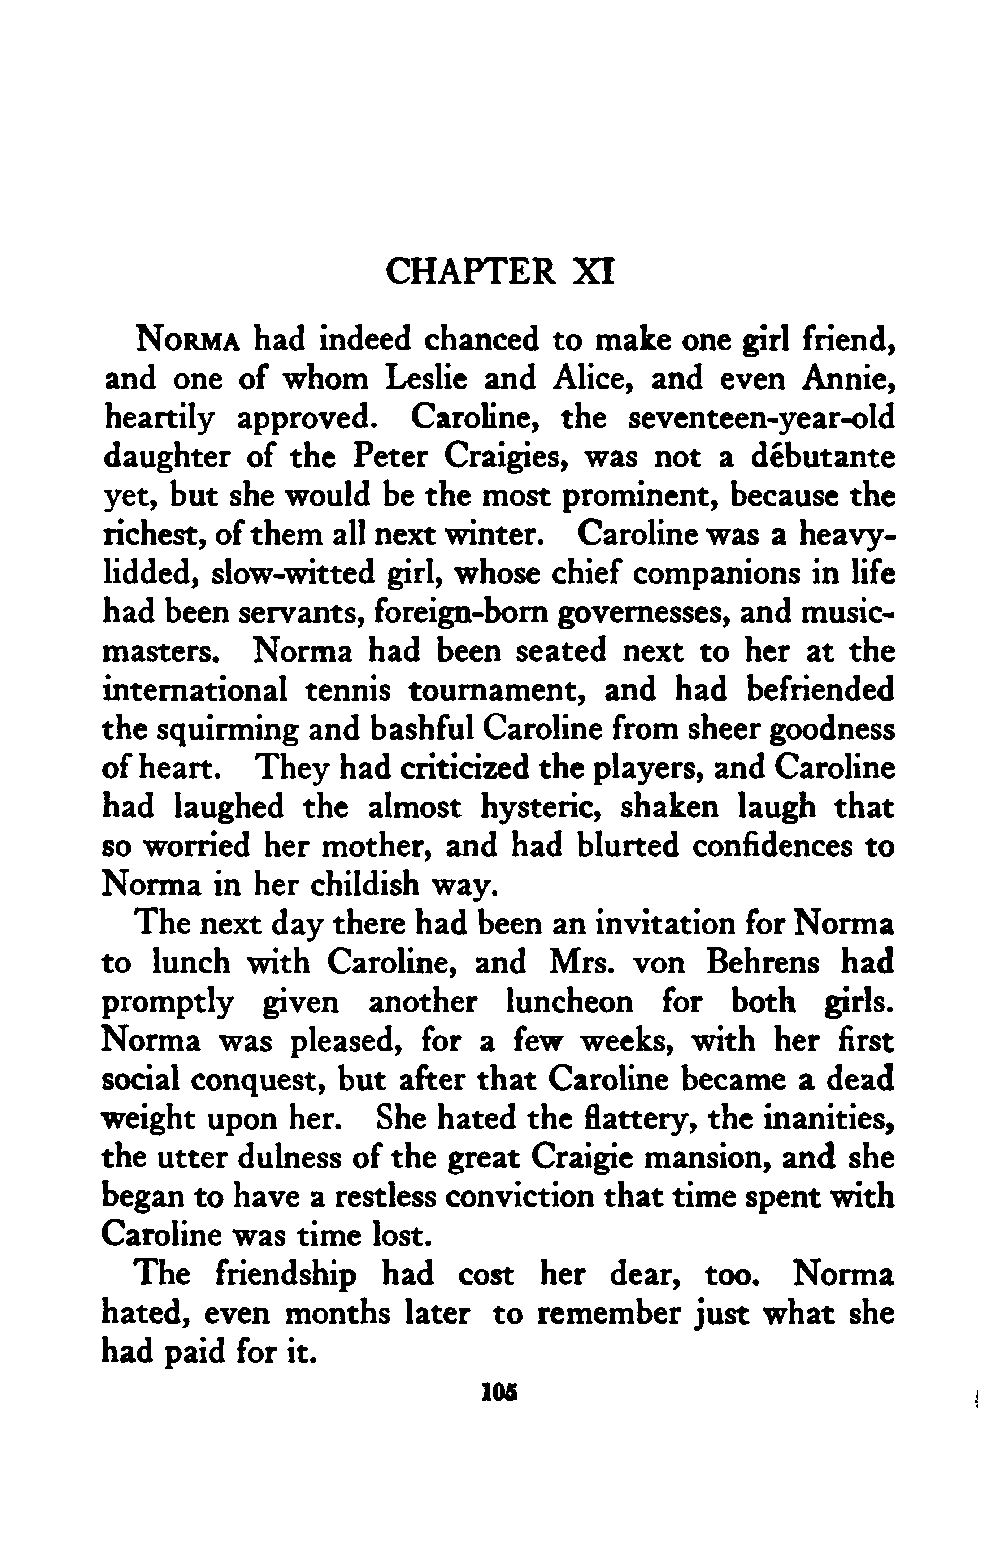 CHAPTER XI
NORMA had indeed chanced to make one girl friend,
and one of whom Leslie and Alice, and even Annie,
heartily approved. Caroline, the seventeen-year-old
daughter of the Peter Craigies, was not a débutante
yet, but she would be the most prominent, because the
richest, of them all next winter. Caroline was a heavy-
lidded, slow-witted girl, whose chief companions in life
had been servants, foreign-born governesses, and music-
masters. Norma had been seated next to her at the
international tennis tournament, and had befriended
the squirming and bashful Caroline from sheer goodness
of heart. They had criticized the players, and Caroline
had laughed the almost hysteric, shaken laugh that
so worried her mother, and had blurted confidences to
Norma in her childish way.
The next day there had been an invitation for Norma
to lunch with Caroline, and Mrs. von Behrens had
promptly given another luncheon for both girls.
Norma was pleased, for a few weeks, with her first
social conquest, but after that Caroline became a dead
weight upon her. She hated the flattery, the inanities,
the utter dulness of the great Craigie mansion, and she
began to have a restless conviction that time spent with
Caroline was time lost.
The friendship had cost her dear, too. Norma
hated, even months later to remember just what she
had paid for it.
105